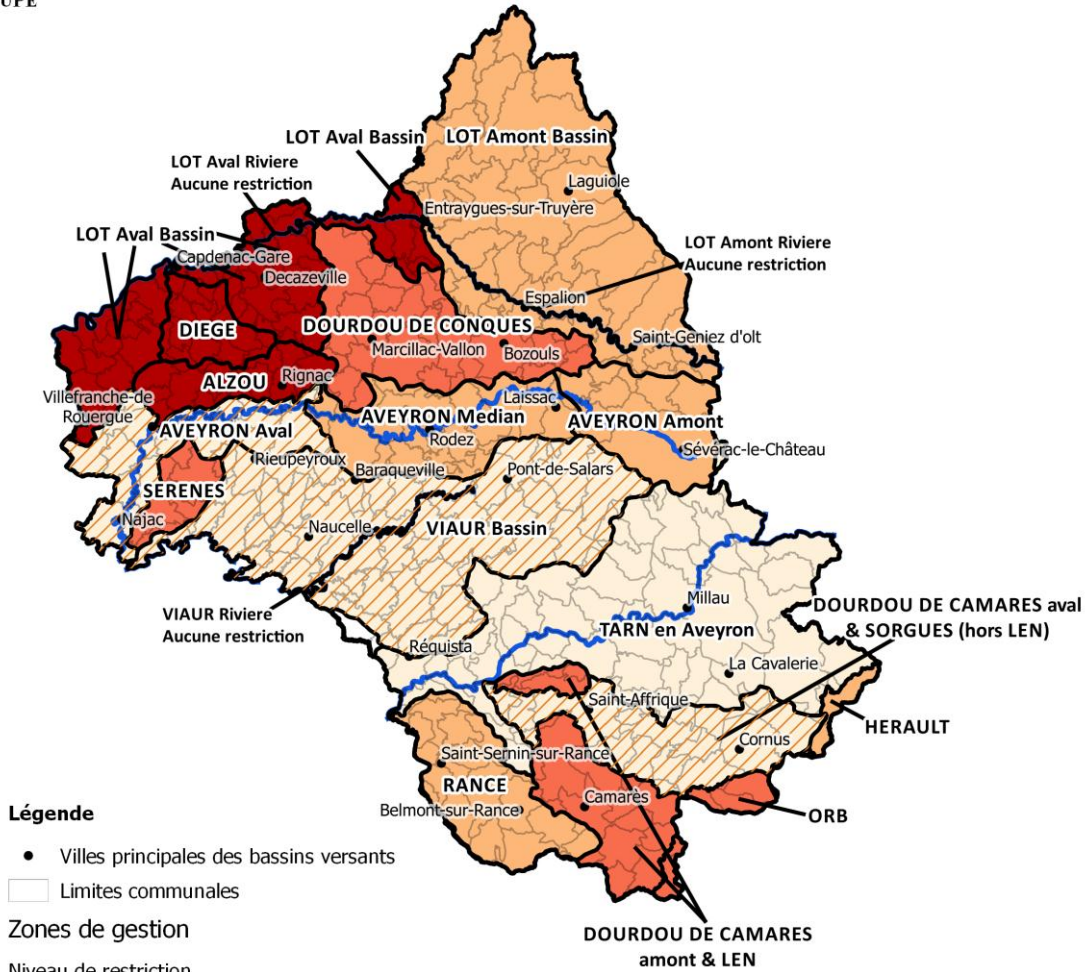 LOT Aval Bassin
LOT Amont Bassin
LOT Aval Riviere
Aucune restriction
Laguiole
Entraygues-sur-Truyère
LOT Aval Bassin
Capdenac-Gare
Decazeville
LOT Amont Riviere
Aucune restriction
Espalion
DIEGE
DOURDOU DE CONQUES
Saint-Geniez d'olt
Marcillac-Vallon
Bozouls
ALZOU
Rignac
Villefranche-de
Rouergue
Laissac
AVEYRON Median
AVEYRON Amont
AVEYRON Aval
Rodez
Sévérac-le-Château
Rieupeyroux
Baraqueville
Pont-de-Salars
SERENES
Najac
Naucelle
VIAUR Bassin
VIAUR Riviere
Aucune restriction
Millau
DOURDOU DE CAMARES aval
& SORGUES (hors LEN)
TARN en Aveyron
Réquista
La Cavalerie
Saint-Affrique
HERAULT
Cornus
Saint-Sernin-sur-Rance
RANCE
Camarès
Belmont-sur-Rance
ORB
DOURDOU DE CAMARES
amont & LEN
Légende
Villes principales des bassins versants
Limites communales
Zones de gestion